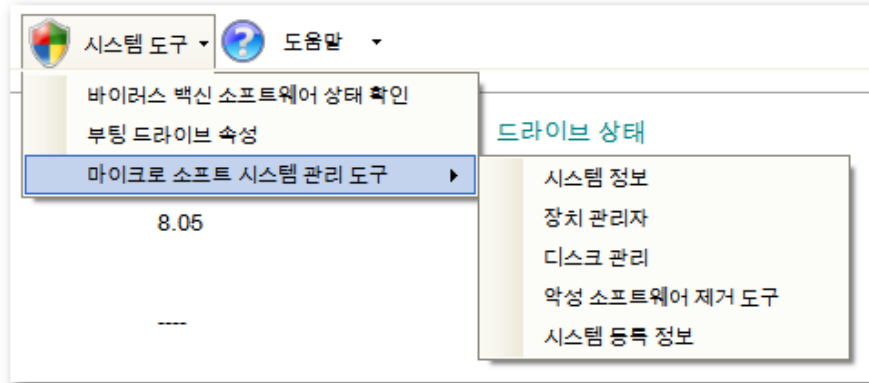 시스템 도구 도움말
바이러스 백신 소프트웨어 상태 확인
부팅 드라이브 속성
마이크로 소프트 시스템 관리 도구
드라이브 상태
시스템 정보
장치 관리자
디스크 관리
악성 소프트웨어 제거 도구
시스템 등록 정보
8.05
----